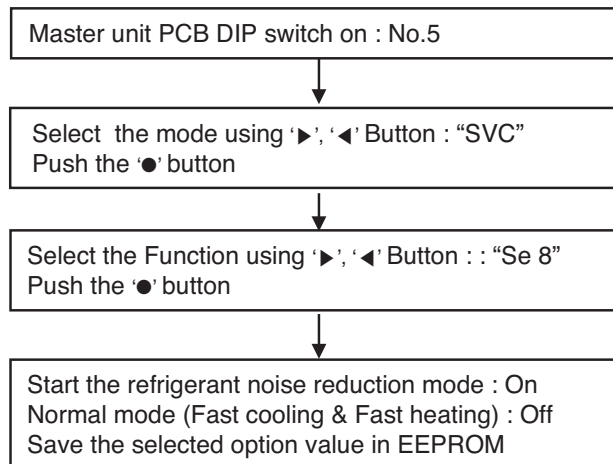 Master unit PCB DIP switch on : No.5
Select the mode using ‘▶’, ‘◀’ Button : “SVC”
Push the ‘●’ button
Select the Function using ‘▶’, ‘◀’ Button : : “Se 8”
Push the ‘●’ button
Start the refrigerant noise reduction mode : On
Normal mode (Fast cooling & Fast heating) : Off
Save the selected option value in EEPROM